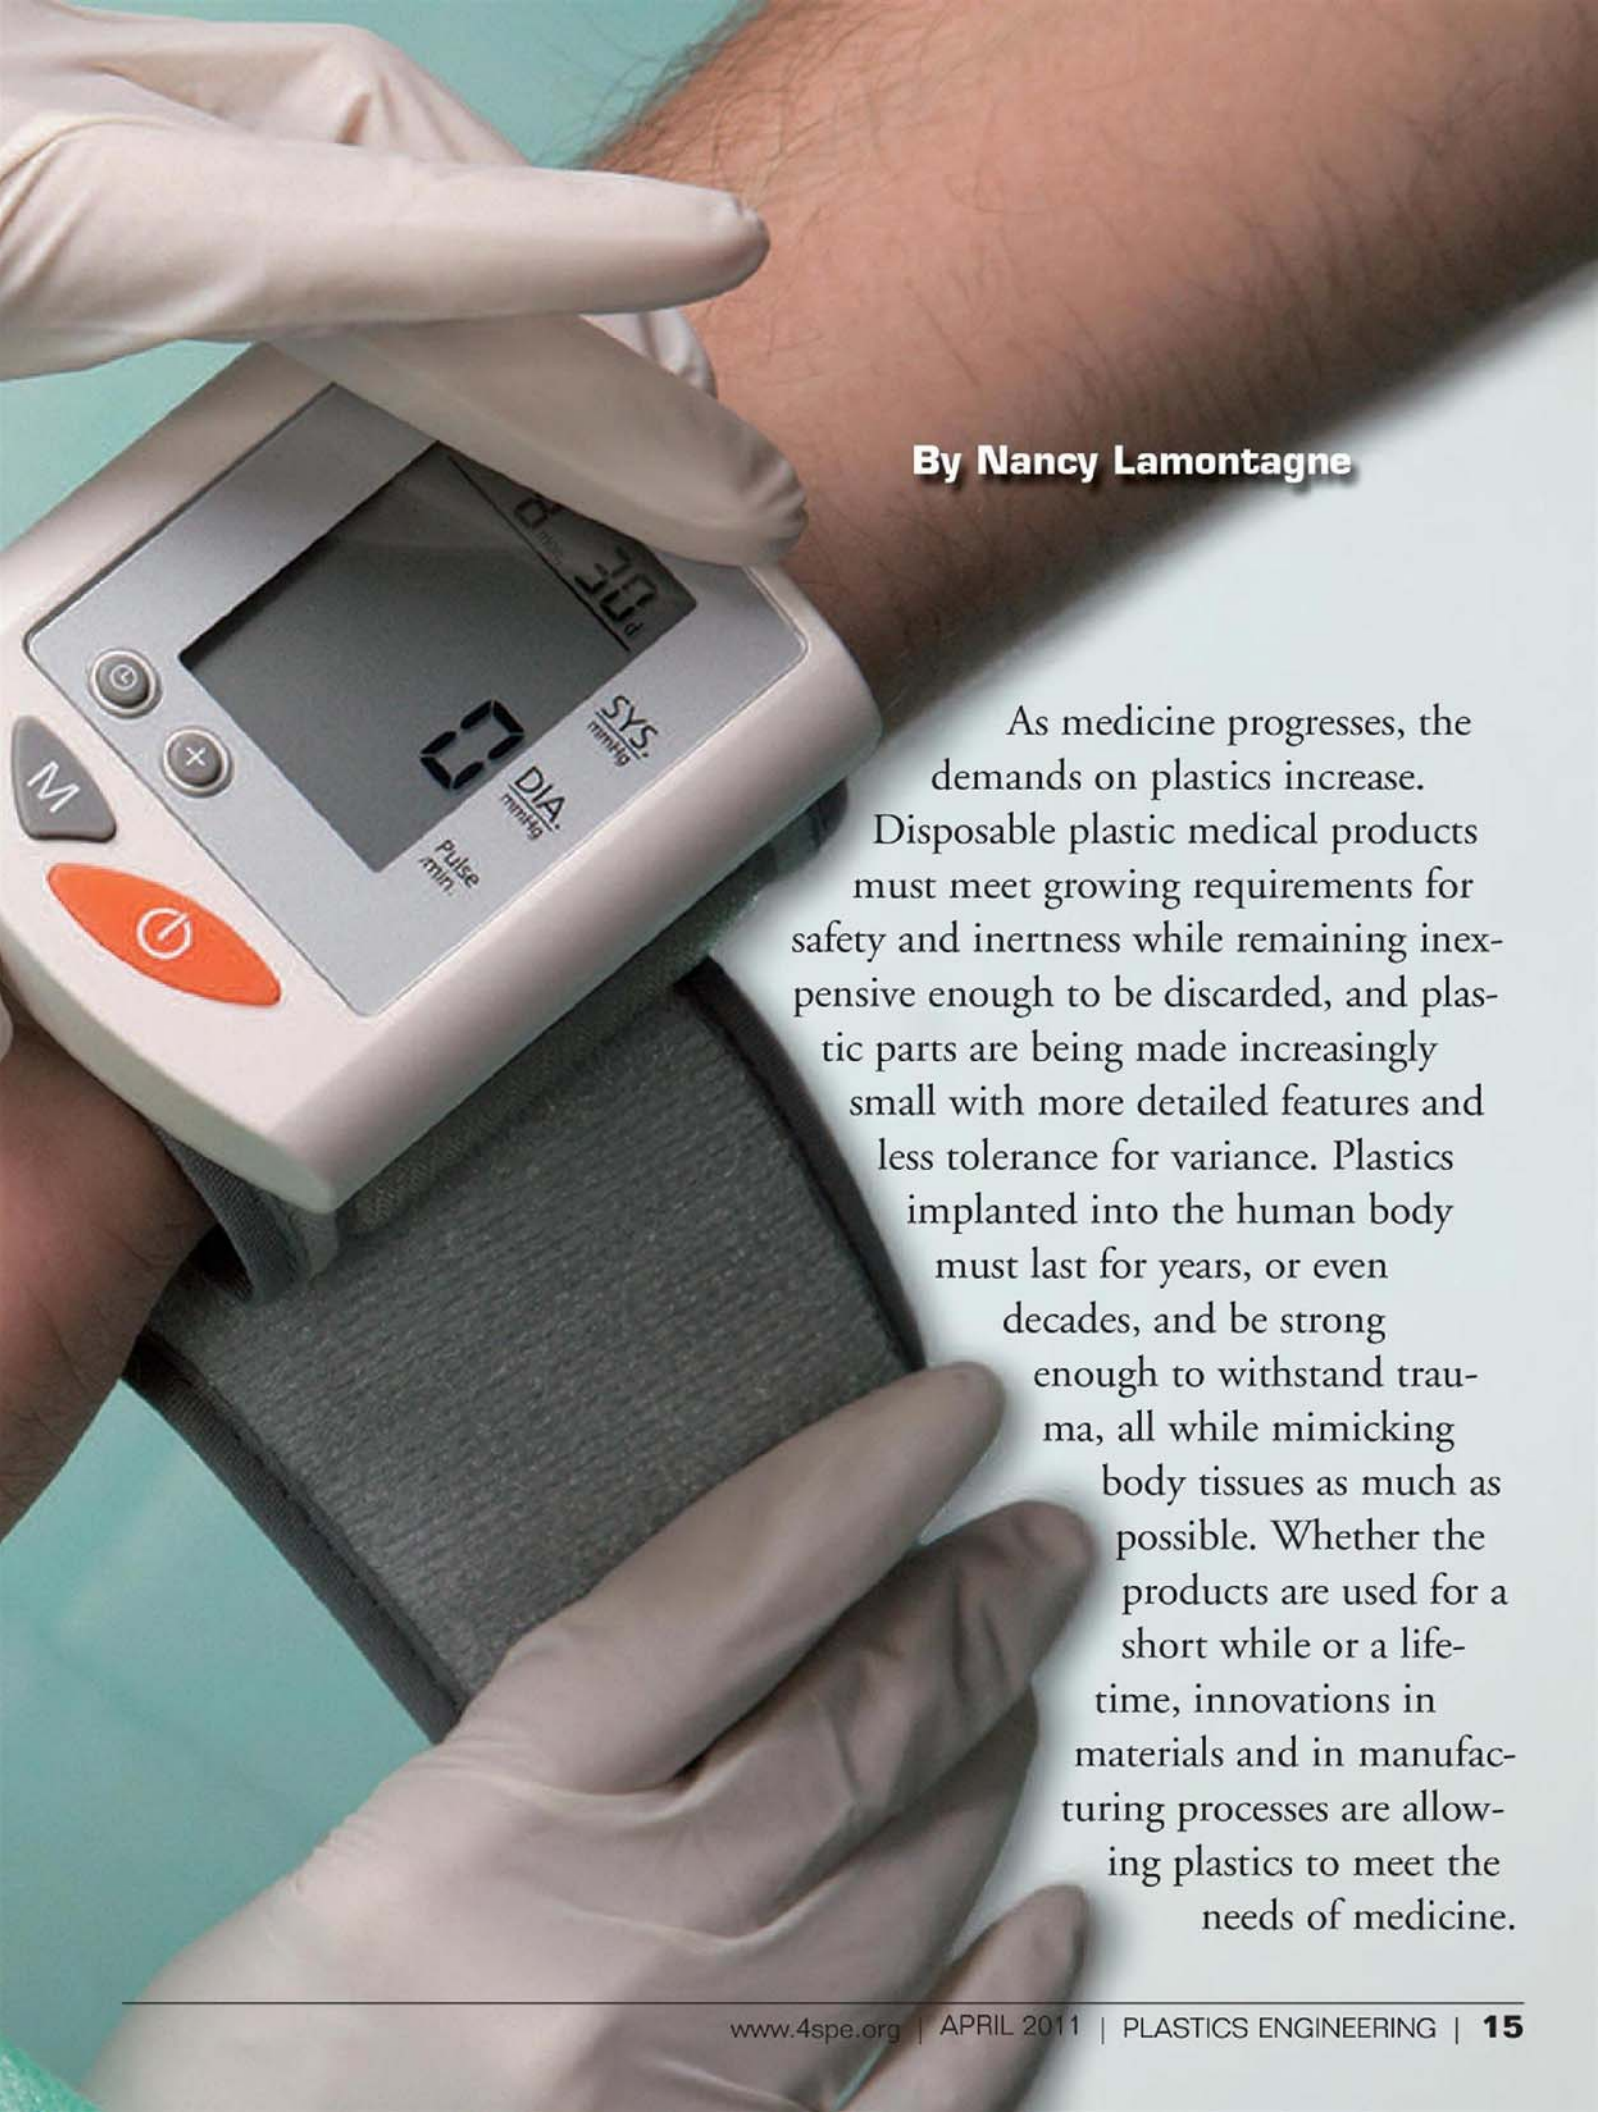 By Nancy Lamontagne
30
d
0
SYS.
mmHg
DIA.
mmHg
Pulse
/min.
M
As medicine progresses, the
demands on plastics increase.
Disposable plastic medical products
must meet growing requirements for
safety and inertness while remaining inex-
pensive enough to be discarded, and plas-
tic parts are being made increasingly
small with more detailed features and
less tolerance for variance. Plastics
implanted into the human body
must last for years, or even
decades, and be strong
enough to withstand trau-
ma, all while mimicking
body tissues as much as
possible. Whether the
products are used for a
short while or a life-
time, innovations in
materials and in manufac-
turing processes are allow-
ing plastics to meet the
needs of medicine.
www.4spe.org | APRIL 2011 | PLASTICS ENGINEERING | 15